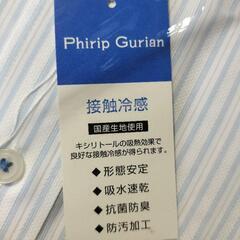 Phirip Gurian
接触冷感
国産生地使用
キシリトールの吸熱効果で
良好な接触冷感が得られます。
◆形態安定
◆吸水速乾
◆抗菌防臭
◆防汚加工